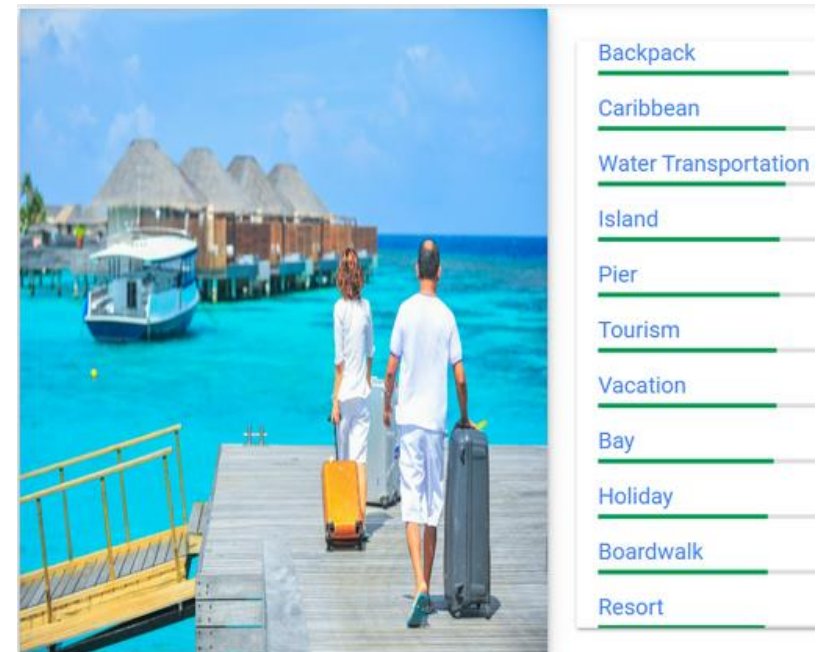 Backpack
Caribbean
Water Transportation
Island
Pier
Tourism
Vacation
Bay
Holiday
Boardwalk
Resort